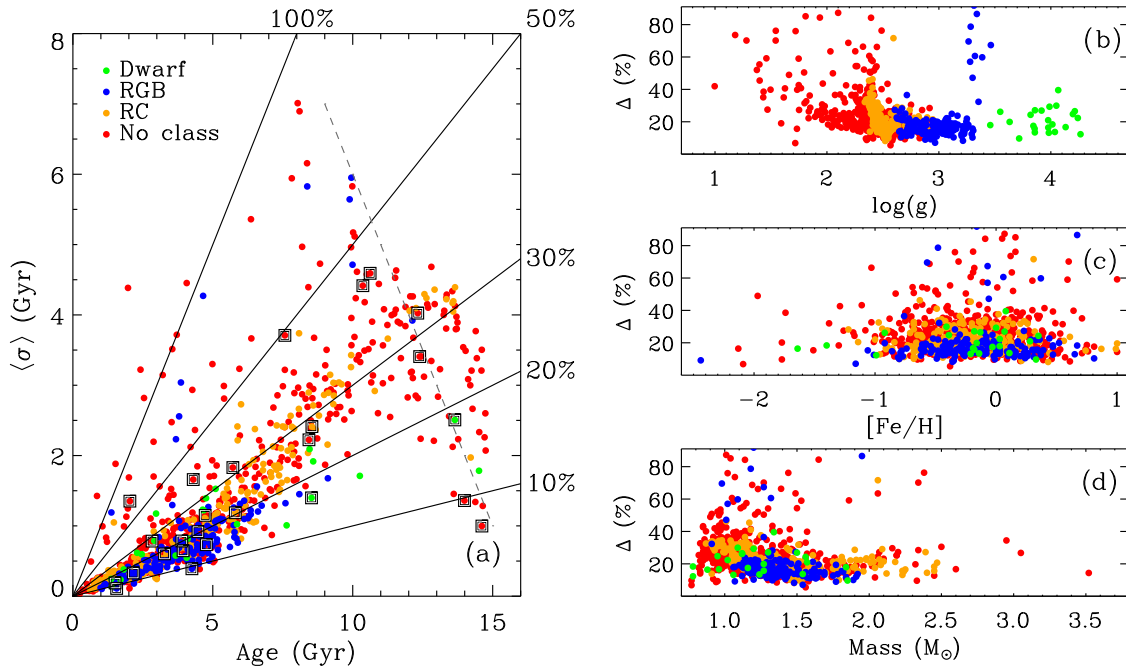 100%
50%
8
Dwarf
RGB
RC
No class
6
30%
4
20%
2
10%
(a)
0
0 5 10 15
⟨σ⟩ (Gyr)
Age (Gyr)
(b)
80
60
40
20
Δ (%)
1 2 3 4
log(g)
(c)
80
60
40
20
Δ (%)
−2 −1 0 1
[Fe/H]
(d)
80
60
40
20
Δ (%)
1.0 1.5 2.0 2.5 3.0 3.5
Mass (M⊙)